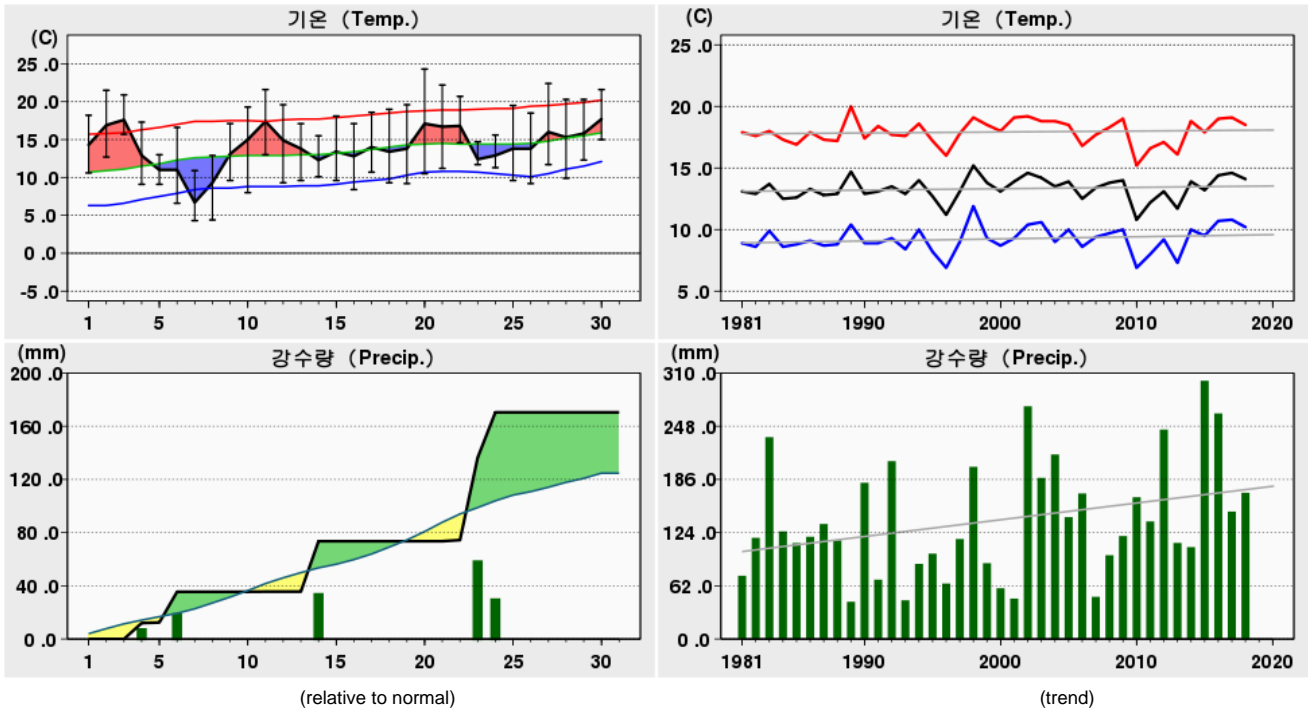 기온 (Temp.)
(C)
25 .0
20 .0
15 .0
10 .0
5 .0
0 .0
-5 .0
1 5 10 15 20 25 30
기온 (Temp.)
(C)
25 .0
20 .0
15 .0
10 .0
5 .0
1981 1990 2000 2010 2020
강수량 (Precip.)
(mm)
200 .0
160 .0
120 .0
80 .0
40 .0
0 .0
1 5 10 15 20 25 30
(relative to normal)
강수량 (Precip.)
(mm)
310 .0
248 .0
186 .0
124 .0
62 .0
0 .0
1981 1990 2000 2010 2020
(trend)